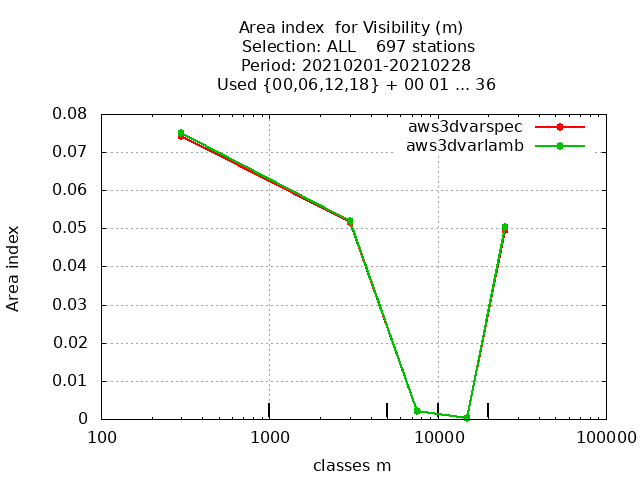 Area index  for Visibility (m)
Selection: ALL    697 stations
Period: 20210201-20210228
Used {00,06,12,18} + 00 01 ... 36
aws3dvarspec
aws3dvarlamb
0.08
0.07
0.06
0.05
0.04
0.03
0.02
0.01
0
Area index
100
1000
10000
100000
classes m